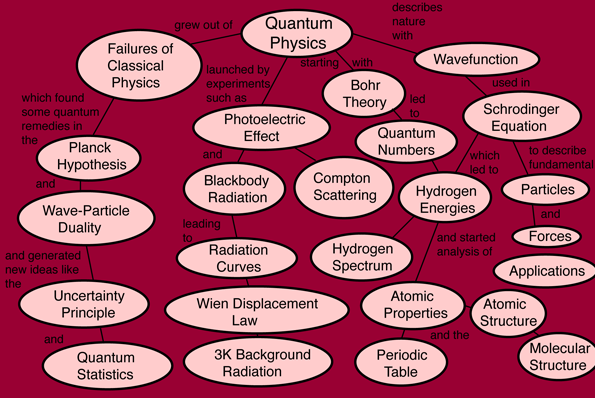 Quantum
Physics
grew out of
describes
nature
with
Failures of
Classical
Physics
launched by
experiments
such as
starting
with
Wavefunction
Bohr
Theory
used in
which found
some quantum
remedies in
the
Photoelectric
Effect
led
to
Schrodinger
Equation
Planck
Hypothesis
and
Compton
Scattering
Quantum
Numbers
which
led to
to describe
fundamental
and
Blackbody
Radiation
Hydrogen
Energies
Particles
Wave-Particle
Duality
leading
to
and
Forces
and generated
new ideas like
the
Radiation
Curves
Hydrogen
Spectrum
and started
analysis of
Applications
Uncertainty
Principle
Wien Displacement
Law
Atomic
Properties
Atomic
Structure
and
and the
Quantum
Statistics
3K Background
Radiation
Periodic
Table
Molecular
Structure